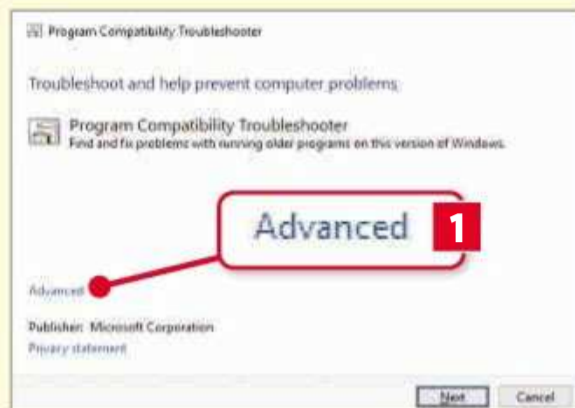 Program Compatibility Troubleshooter
Troubleshoot and help prevent computer problems
Program Compatibility Troubleshooter
Find and fix problems with running older programs on this version of Windows.
Advanced 1
Advanced
Publisher: Microsoft Corporation
Privacy statement
Next Cancel